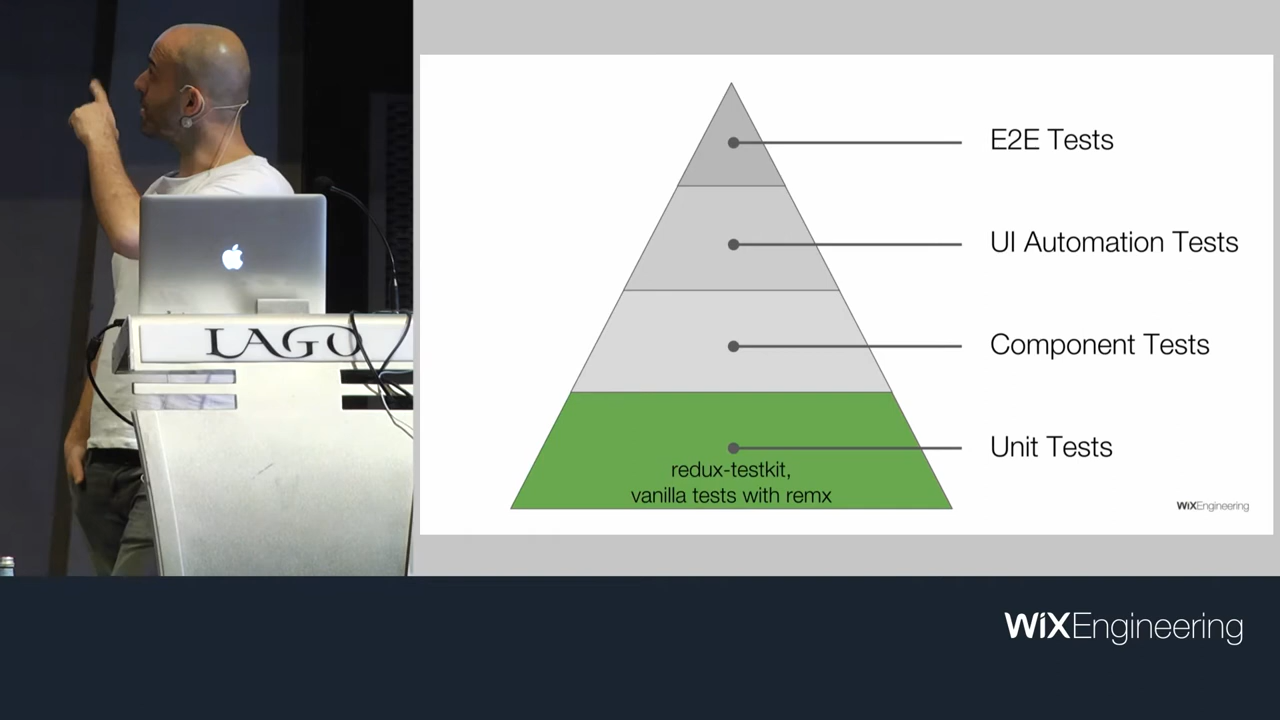 E2E Tests
UI Automation Tests
Component Tests
Unit Tests
redux-testkit,
vanilla tests with remx
WiXEngineering
LAGO
WiXEngineering